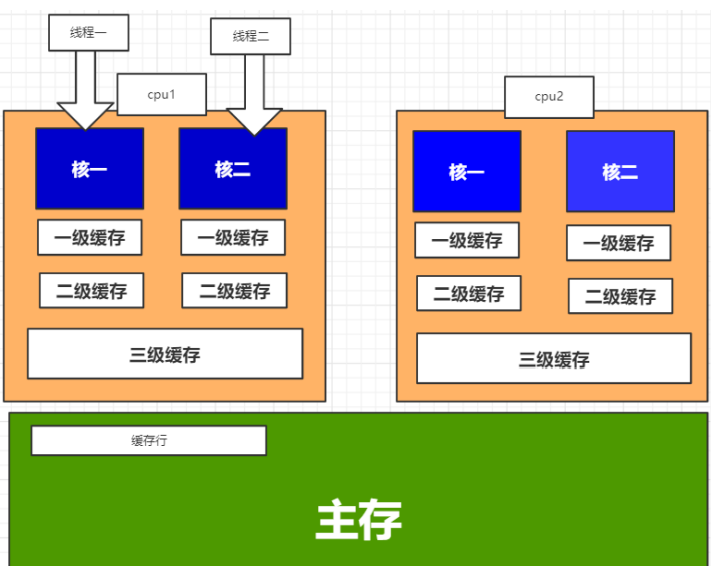 线程一
线程二
cpu1
cpu2
核一
核二
核一
核二
一级缓存
一级缓存
一级缓存
一级缓存
二级缓存
二级缓存
二级缓存
二级缓存
三级缓存
三级缓存
缓存行
主存